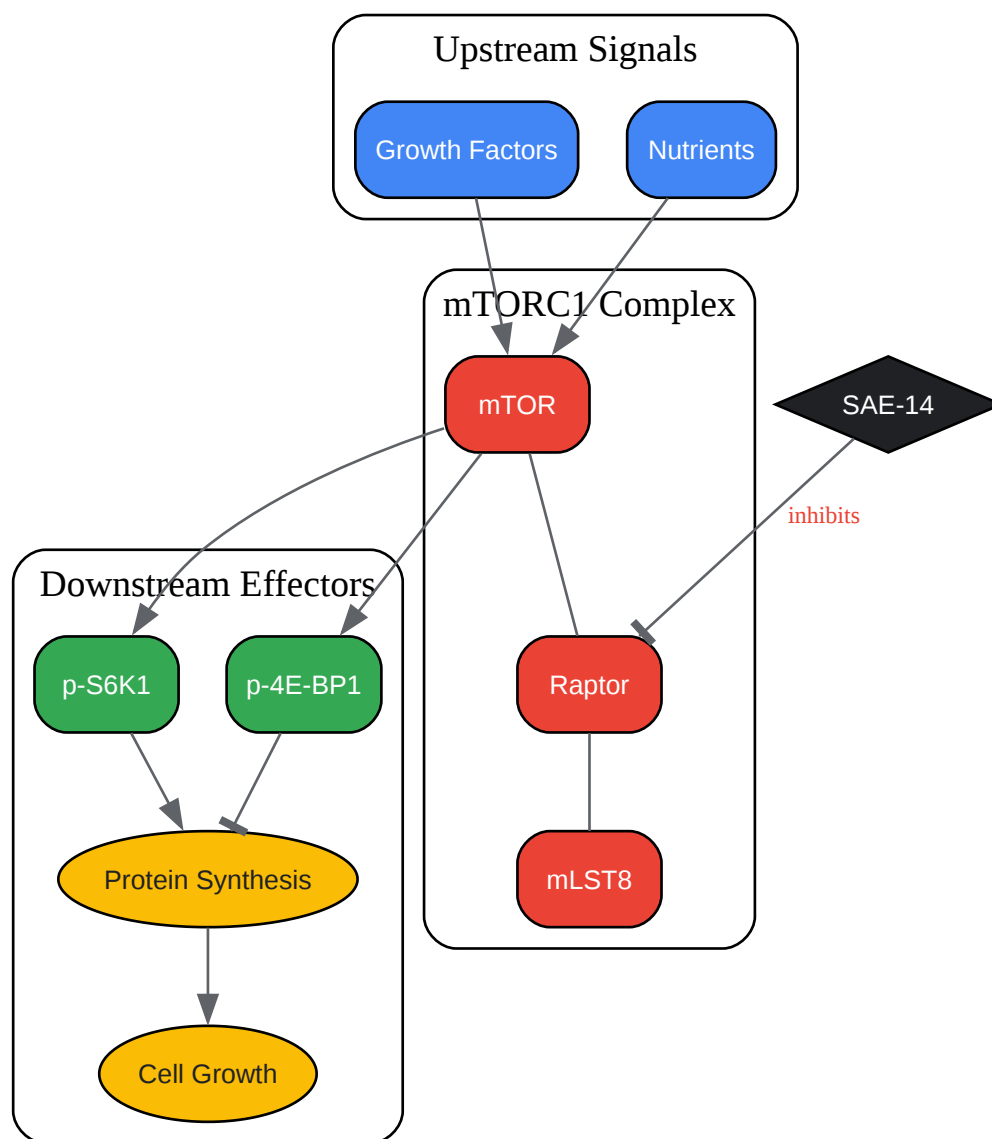 Upstream Signals
Growth Factors
Nutrients
mTORC1 Complex
mTOR
SAE-14
inhibits
Downstream Effectors
p-S6K1
p-4E-BP1
Raptor
Protein Synthesis
mLST8
Cell Growth